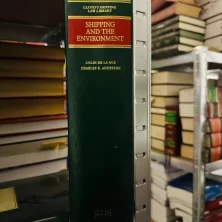 LLOYD'S SHIPPING
LAW LIBRARY
SHIPPING
AND THE
ENVIRONMENT
COLIN DE LA RUE
CHARLES B. ANDERSON